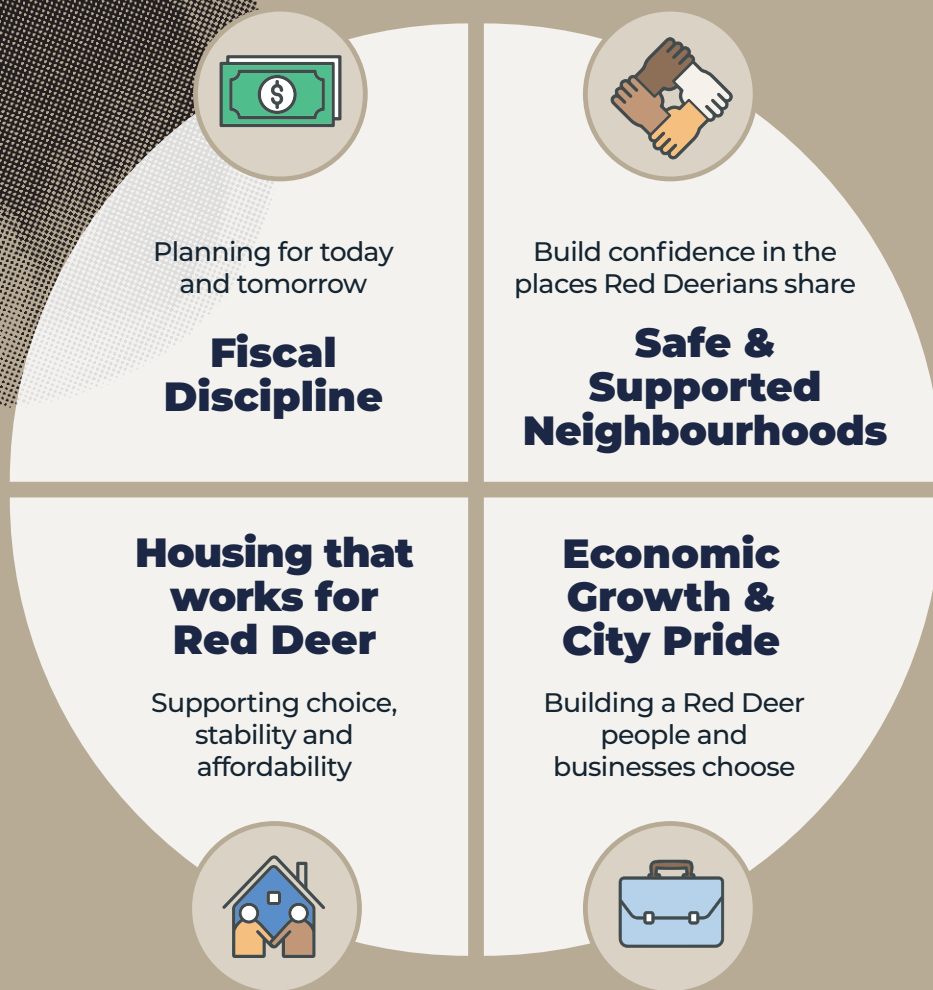 $
Planning for today
and tomorrow
Fiscal
Discipline
Build confidence in the
places Red Deerians share
Safe &
Supported
Neighbourhoods
Housing that
works for
Red Deer
Supporting choice,
stability and
affordability
Economic
Growth &
City Pride
Building a Red Deer
people and
businesses choose